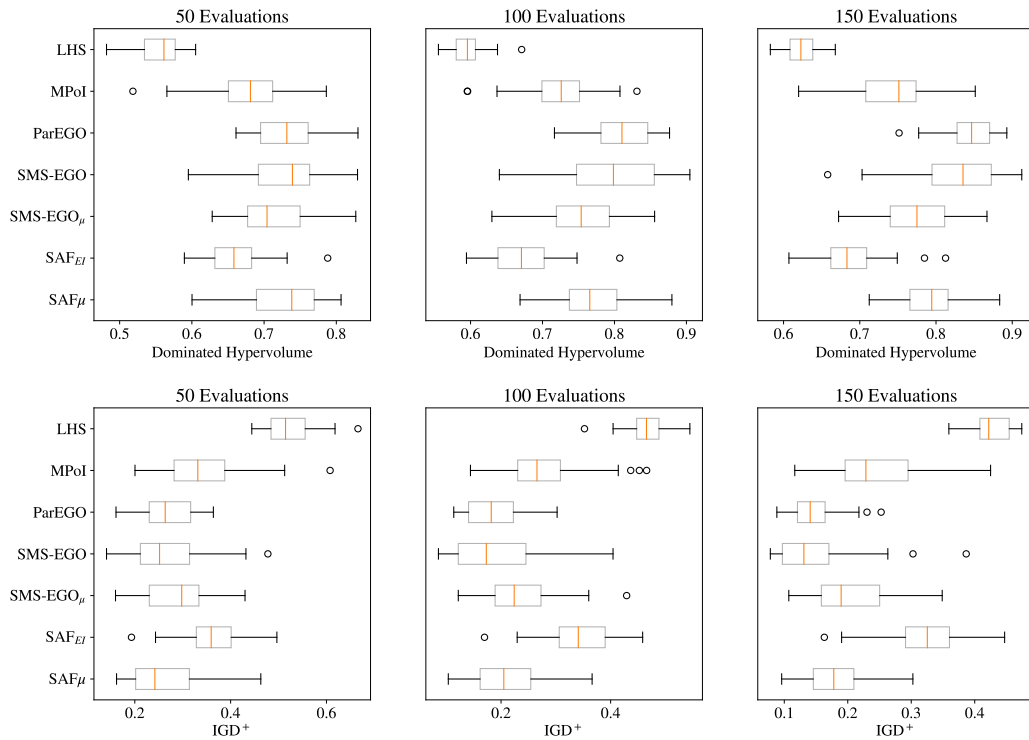 50 Evaluations
100 Evaluations
150 Evaluations
LHS
MPoI
ParEGO
SMS-EGO
SMS-EGOμ
SAFEI
SAFμ
0.5 0.6 0.7 0.8
0.6 0.7 0.8 0.9
0.6 0.7 0.8 0.9
Dominated Hypervolume
Dominated Hypervolume
Dominated Hypervolume
50 Evaluations
100 Evaluations
150 Evaluations
LHS
MPoI
ParEGO
SMS-EGO
SMS-EGOμ
SAFEI
SAFμ
0.2 0.4 0.6
0.2 0.4
0.1 0.2 0.3 0.4
IGD+
IGD+
IGD+